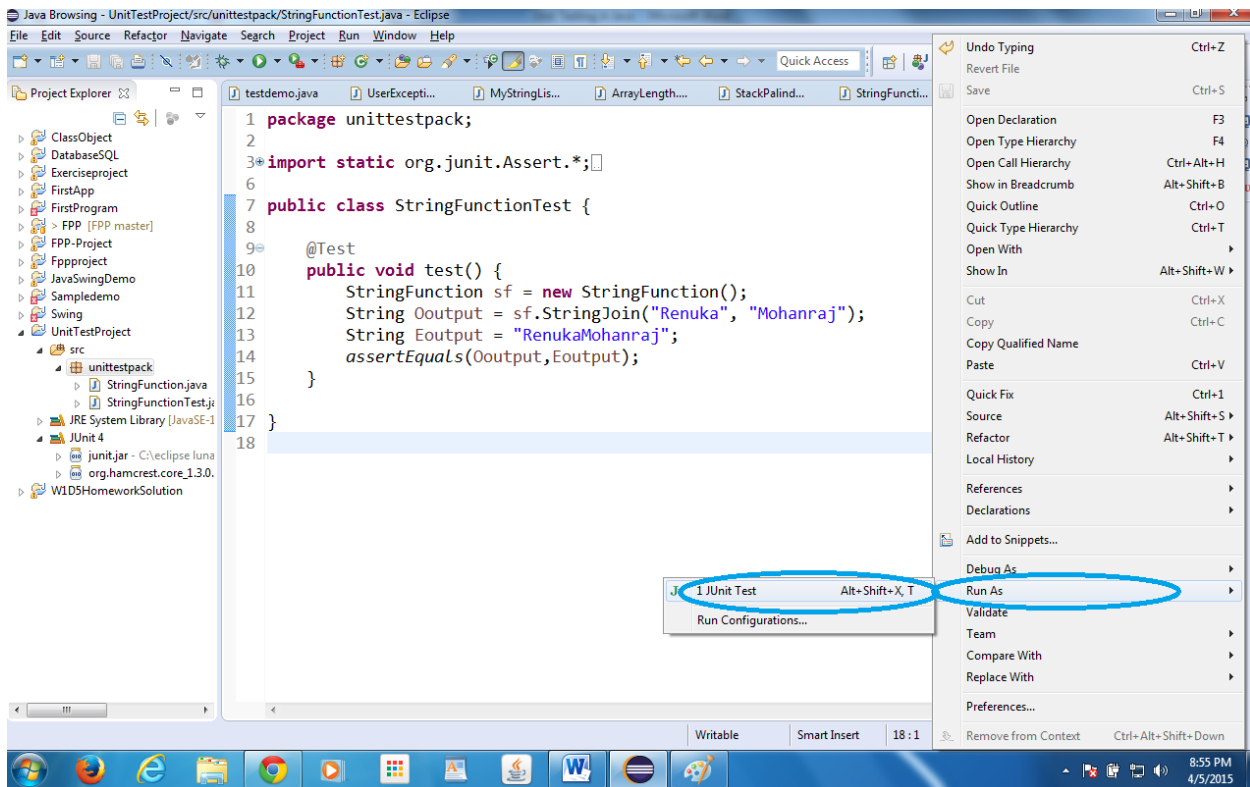 Java Browsing - UnitTestProject/src/unittestpack/StringFunctionTest.java - Eclipse
File Edit Source Refactor Navigate Search Project Run Window Help
Quick Access
Project Explorer
testdemo.java
UserExcepti...
MyStringLis...
ArrayLength....
StackPalind...
StringFuncti...
ClassObject
DatabaseSQL
Exerciseproject
FirstApp
FirstProgram
> FPP [FPP master]
FPP-Project
Fppproject
JavaSwingDemo
Sampledemo
Swing
UnitTestProject
src
unittestpack
StringFunction.java
StringFunctionTest.ja
JRE System Library [JavaSE-1
JUnit 4
junit.jar - C:\eclipse luna
org.hamcrest.core_1.3.0.
W1D5HomeworkSolution
1 package unittestpack;
2
3 import static org.junit.Assert.*;
6
7 public class StringFunctionTest {
8
9 @Test
10 public void test() {
11 StringFunction sf = new StringFunction();
12 String Ooutput = sf.StringJoin("Renuka", "Mohanraj");
13 String Eoutput = "RenukaMohanraj";
14 assertEquals(Ooutput,Eoutput);
15 }
16
17 }
18
Undo Typing Ctrl+Z
Revert File
Save Ctrl+S
Open Declaration F3
Open Type Hierarchy F4
Open Call Hierarchy Ctrl+Alt+H
Show in Breadcrumb Alt+Shift+B
Quick Outline Ctrl+O
Quick Type Hierarchy Ctrl+T
Open With
Show In Alt+Shift+W
Cut Ctrl+X
Copy Ctrl+C
Copy Qualified Name
Paste Ctrl+V
Quick Fix Ctrl+1
Source Alt+Shift+S
Refactor Alt+Shift+T
Local History
References
Declarations
Add to Snippets...
Debug As
Run As
Validate
Team
Compare With
Replace With
Preferences...
Remove from Context Ctrl+Alt+Shift+Down
1 JUnit Test Alt+Shift+X, T
Run Configurations...
Writable
Smart Insert
18 : 1
8:55 PM
4/5/2015